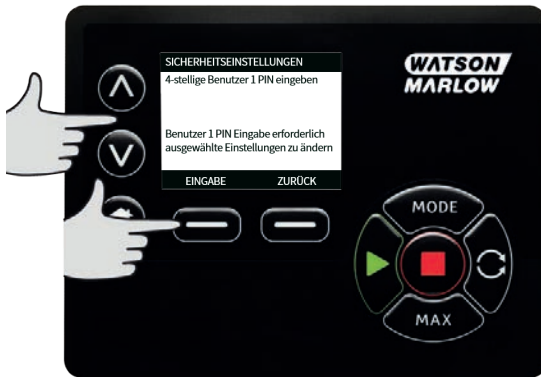 SICHERHEITSEINSTELLUNGEN
4-stellige Benutzer 1 PIN eingeben
Benutzer 1 PIN Eingabe erforderlich
ausgewählte Einstellungen zu ändern
EINGABE ZURÜCK
WATSON
MARLOW
MODE
MAX